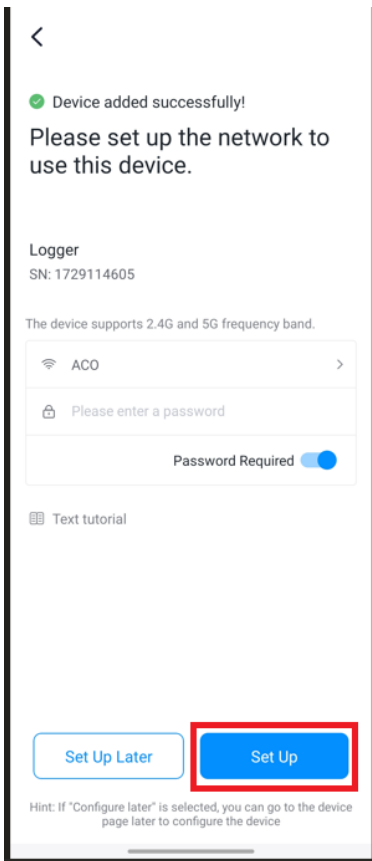 Device added successfully!
Please set up the network to
use this device.
Logger
SN: 1729114605
The device supports 2.4G and 5G frequency band.
ACO
Please enter a password
Password Required
Text tutorial
Set Up Later
Set Up
Hint: If "Configure later" is selected, you can go to the device
page later to configure the device